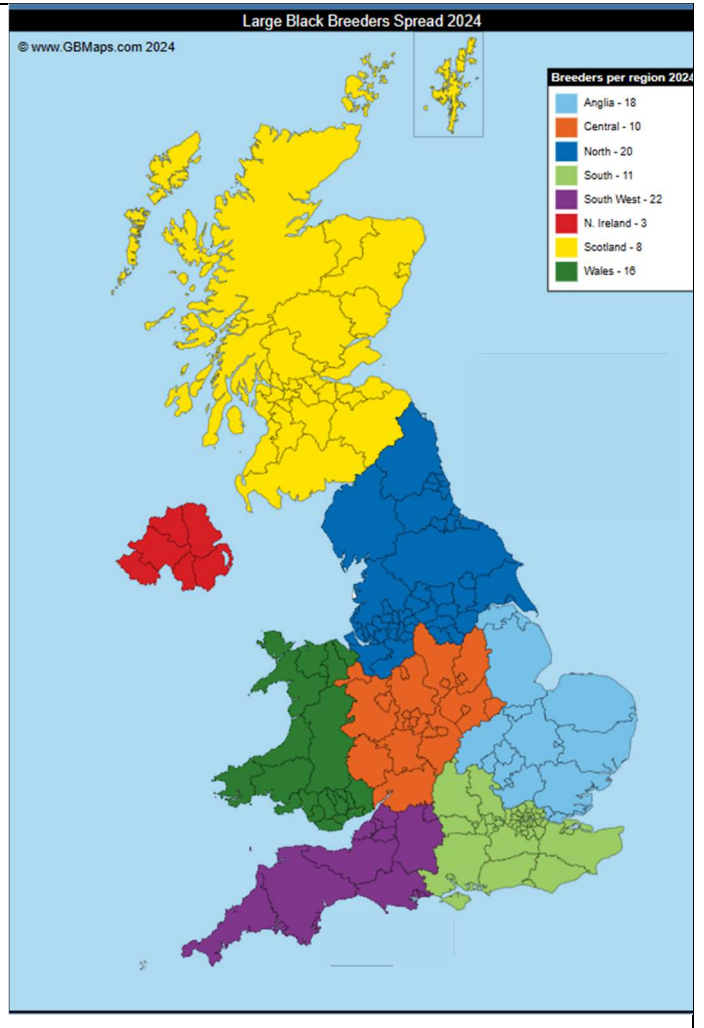 Large Black Breeders Spread 2024
© www.GBMaps.com 2024
Breeders per region 2024
Anglia - 18
Central - 10
North - 20
South - 11
South West - 22
N. Ireland - 3
Scotland - 8
Wales - 16